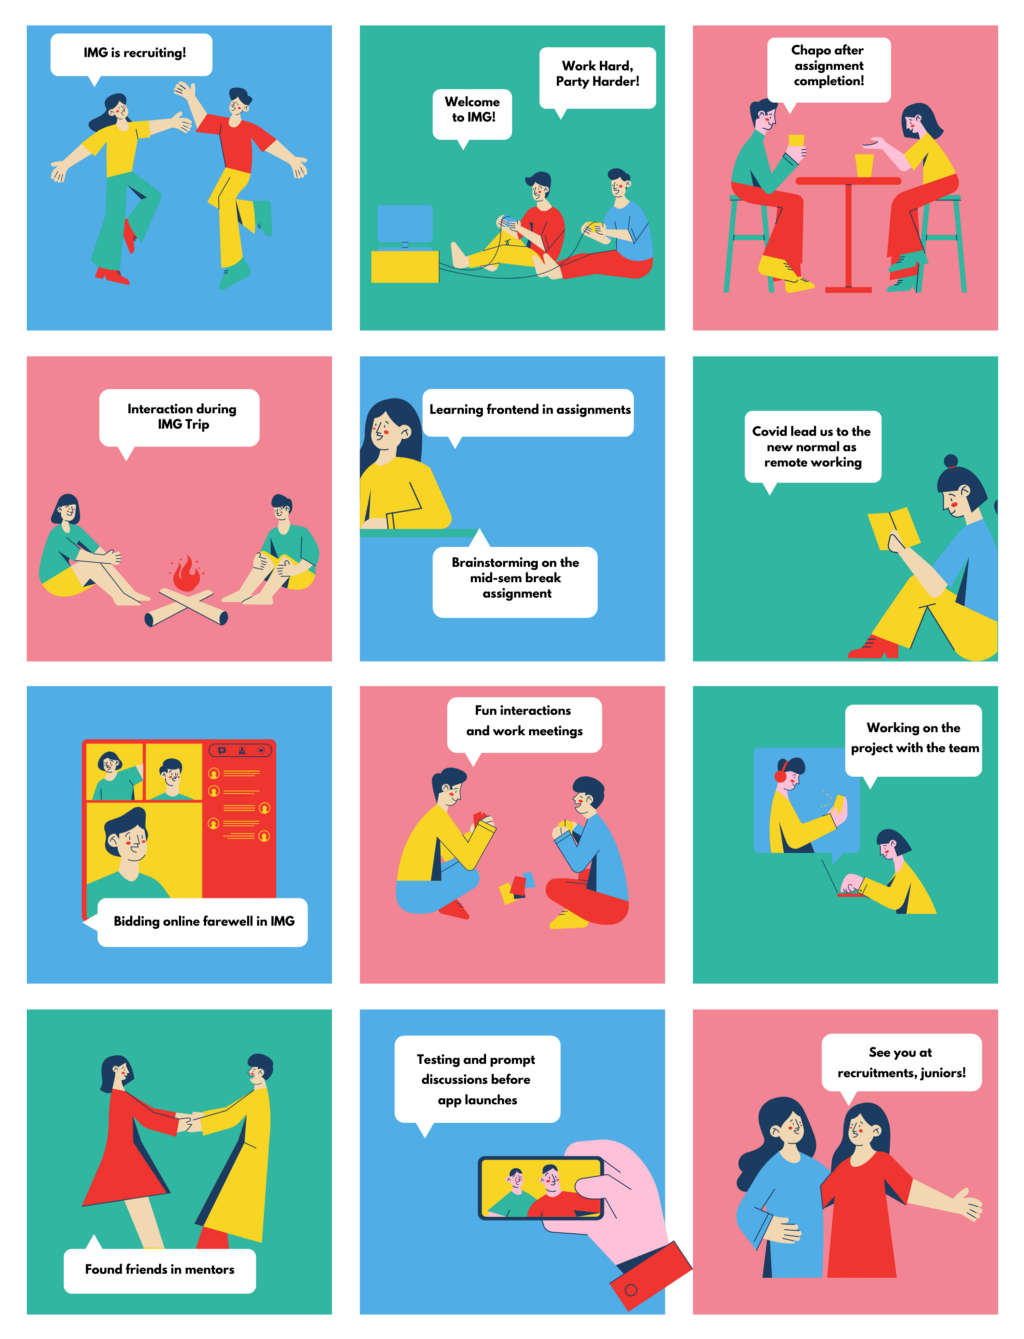 IMG is recruiting!
Welcome
to IMG!
Work Hard,
Party Harder!
Chapo after
assignment
completion!
Interaction during
IMG Trip
Learning frontend in assignments
Brainstorming on the
mid-sem break
assignment
Covid lead us to the
new normal as
remote working
Bidding online farewell in IMG
Fun interactions
and work meetings
Working on the
project with the team
Found friends in mentors
Testing and prompt
discussions before
app launches
See you at
recruitments, juniors!